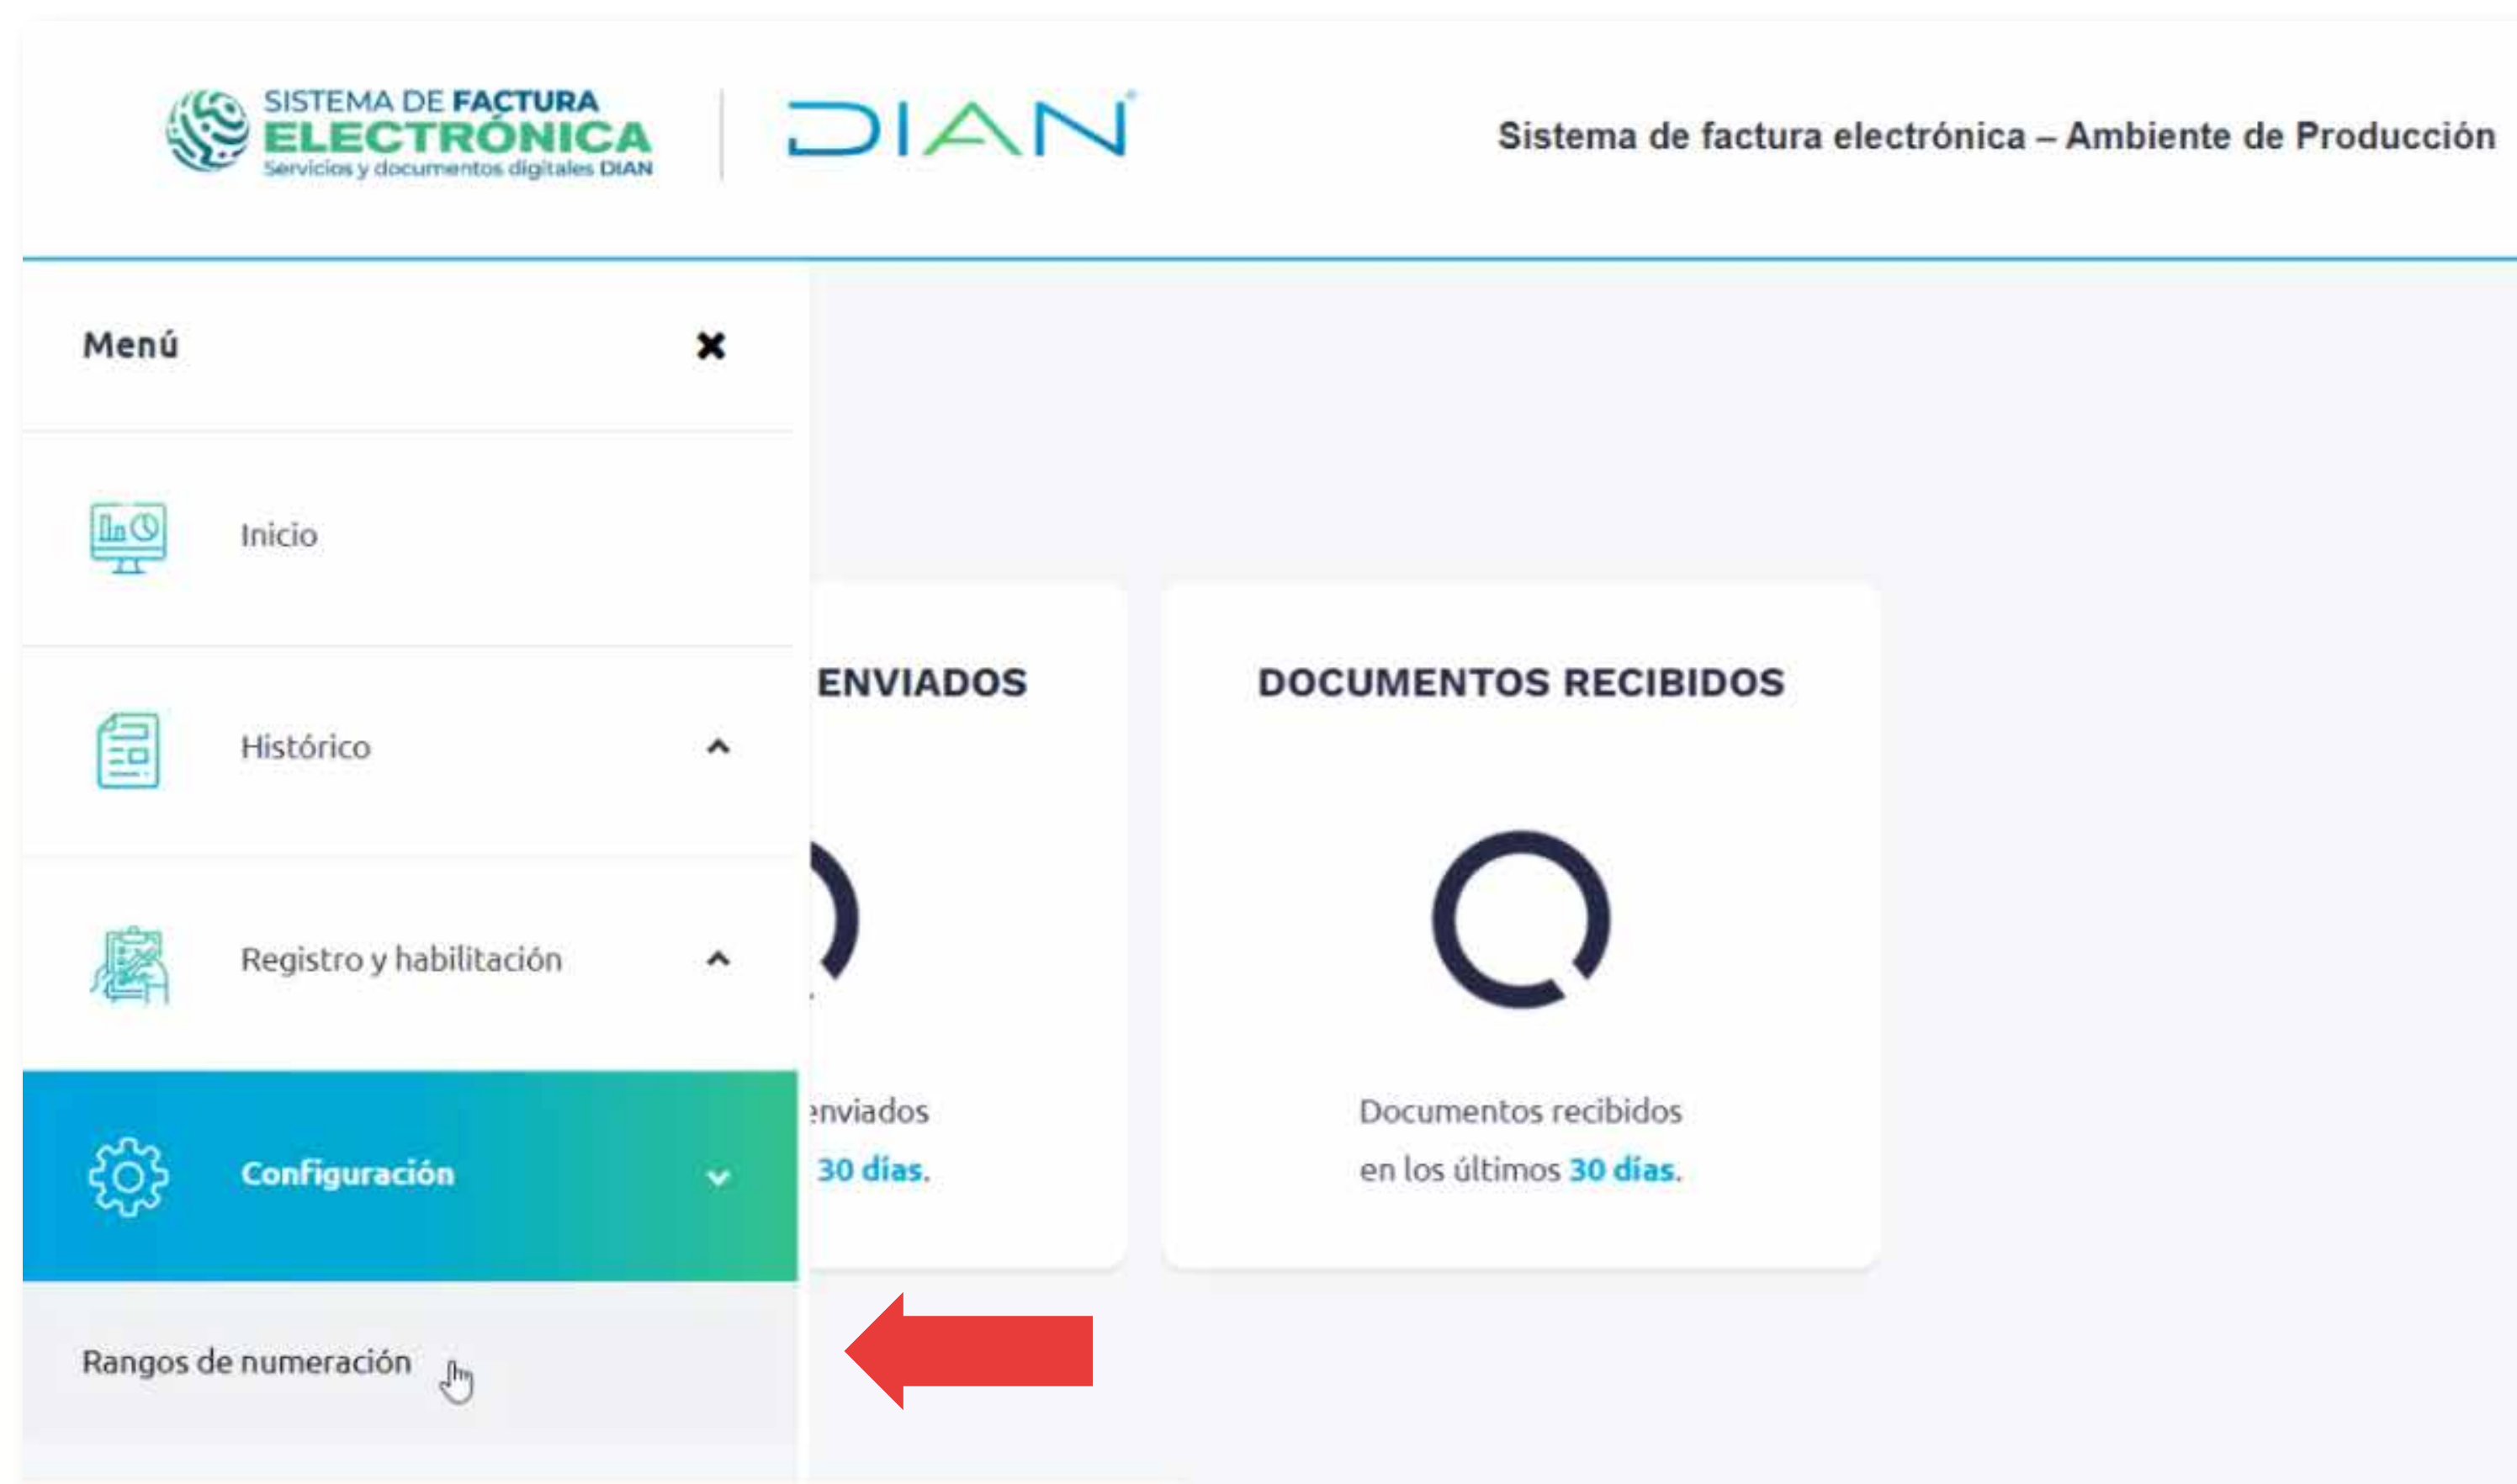 SISTEMA DE FACTURA
ELECTRÓNICA
Servicios y documentos digitales DIAN
DIAN
Sistema de factura electrónica – Ambiente de Producción
Menú
Inicio
Histórico
Registro y habilitación
Configuración
Rangos de numeración
ENVIADOS
enviados
30 días.
DOCUMENTOS RECIBIDOS
Documentos recibidos
en los últimos 30 días.